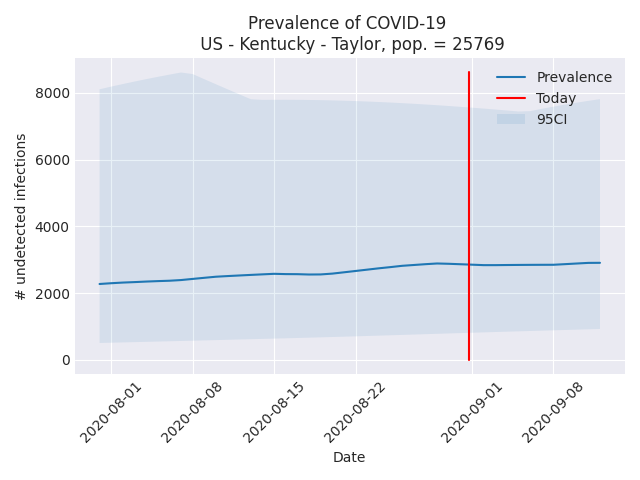 Prevalence of COVID-19
US - Kentucky - Taylor, pop. = 25769
Prevalence
Today
95CI
# undetected infections
8000
6000
4000
2000
0
2020-08-01
2020-08-08
2020-08-15
2020-08-22
2020-09-01
2020-09-08
Date